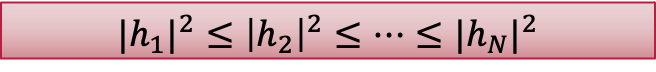 |h₁|² ≤ |h₂|² ≤ ⋯ ≤ |h_N|²